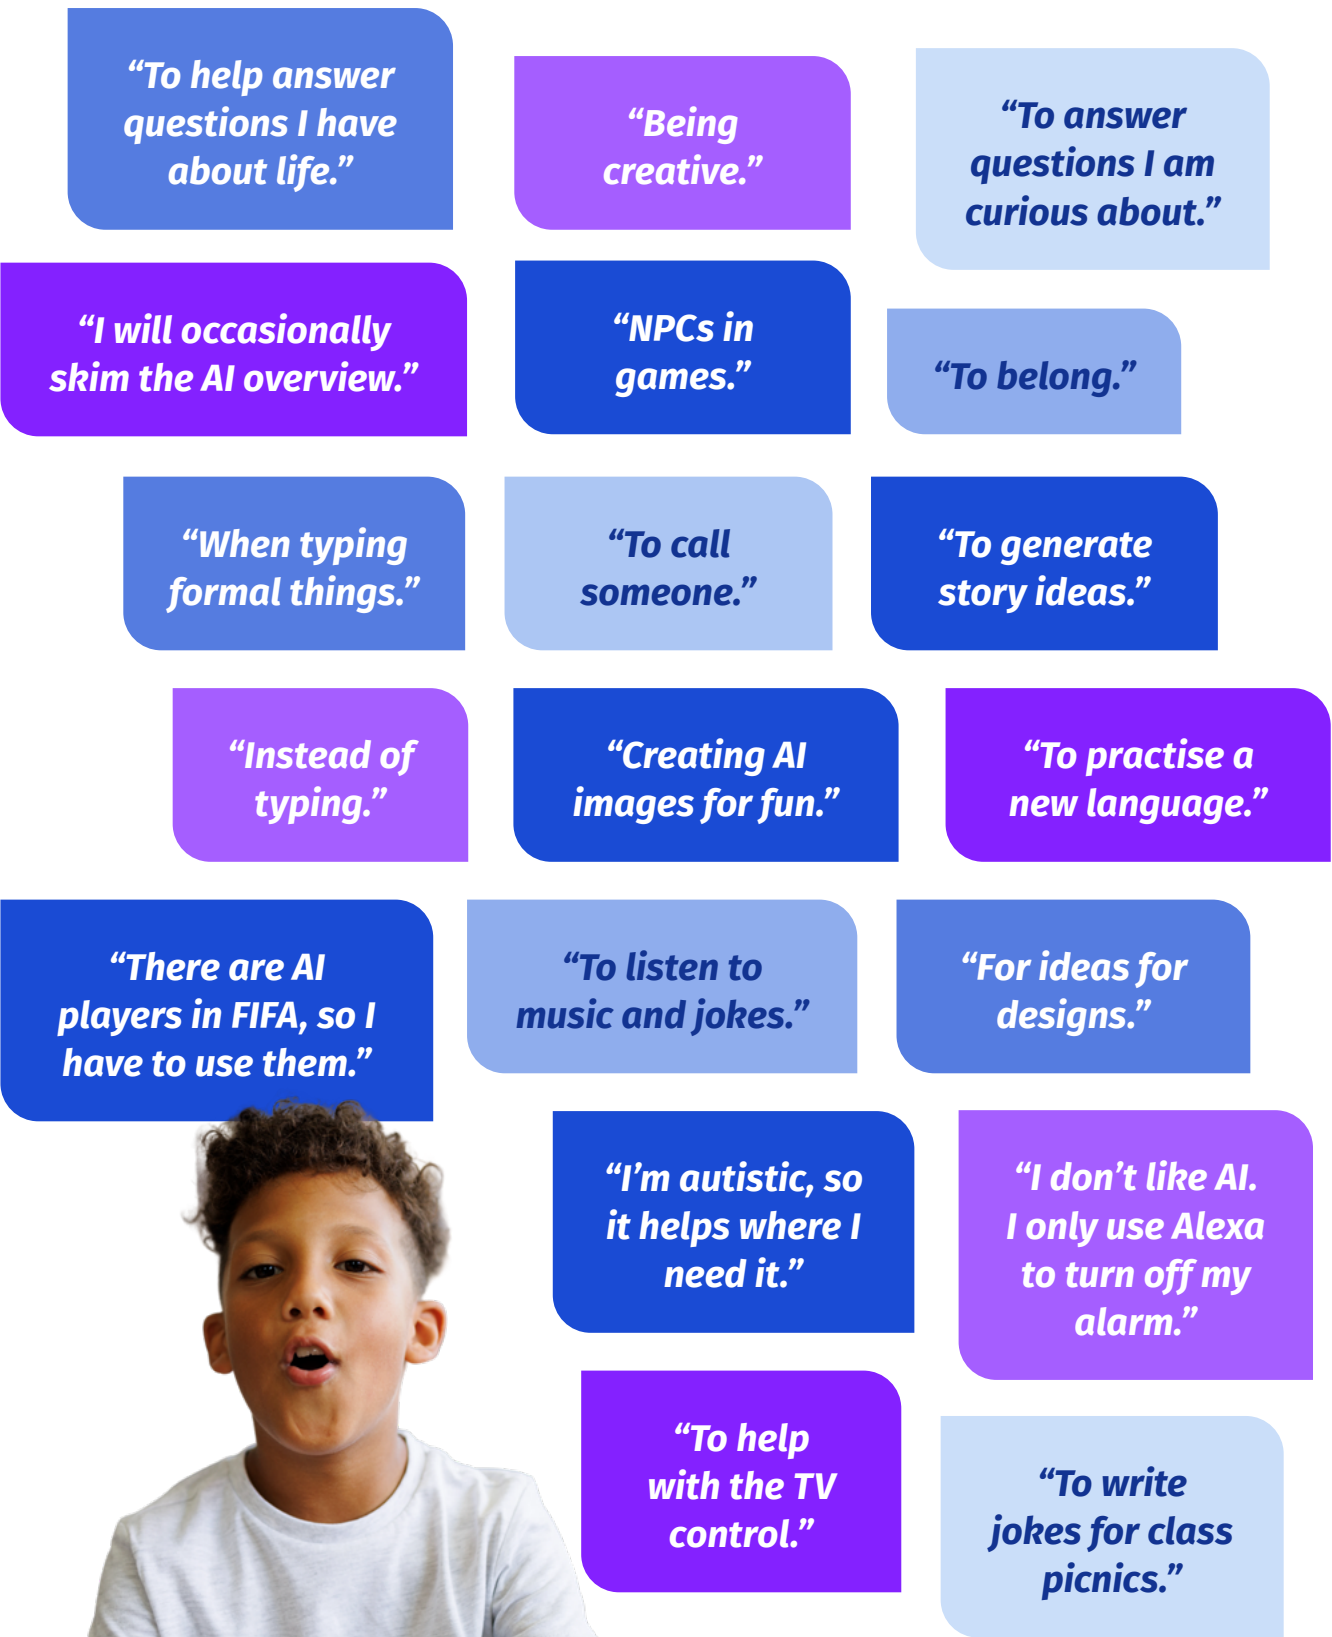 “To help answer
questions I have
about life.”
“Being
creative.”
“To answer
questions I am
curious about.”
“I will occasionally
skim the AI overview.”
“NPCs in
games.”
“To belong.”
“When typing
formal things.”
“To call
someone.”
“To generate
story ideas.”
“Instead of
typing.”
“Creating AI
images for fun.”
“To practise a
new language.”
“There are AI
players in FIFA, so I
have to use them.”
“To listen to
music and jokes.”
“For ideas for
designs.”
“I’m autistic, so
it helps where I
need it.”
“I don’t like AI.
I only use Alexa
to turn off my
alarm.”
“To help
with the TV
control.”
“To write
jokes for class
picnics.”